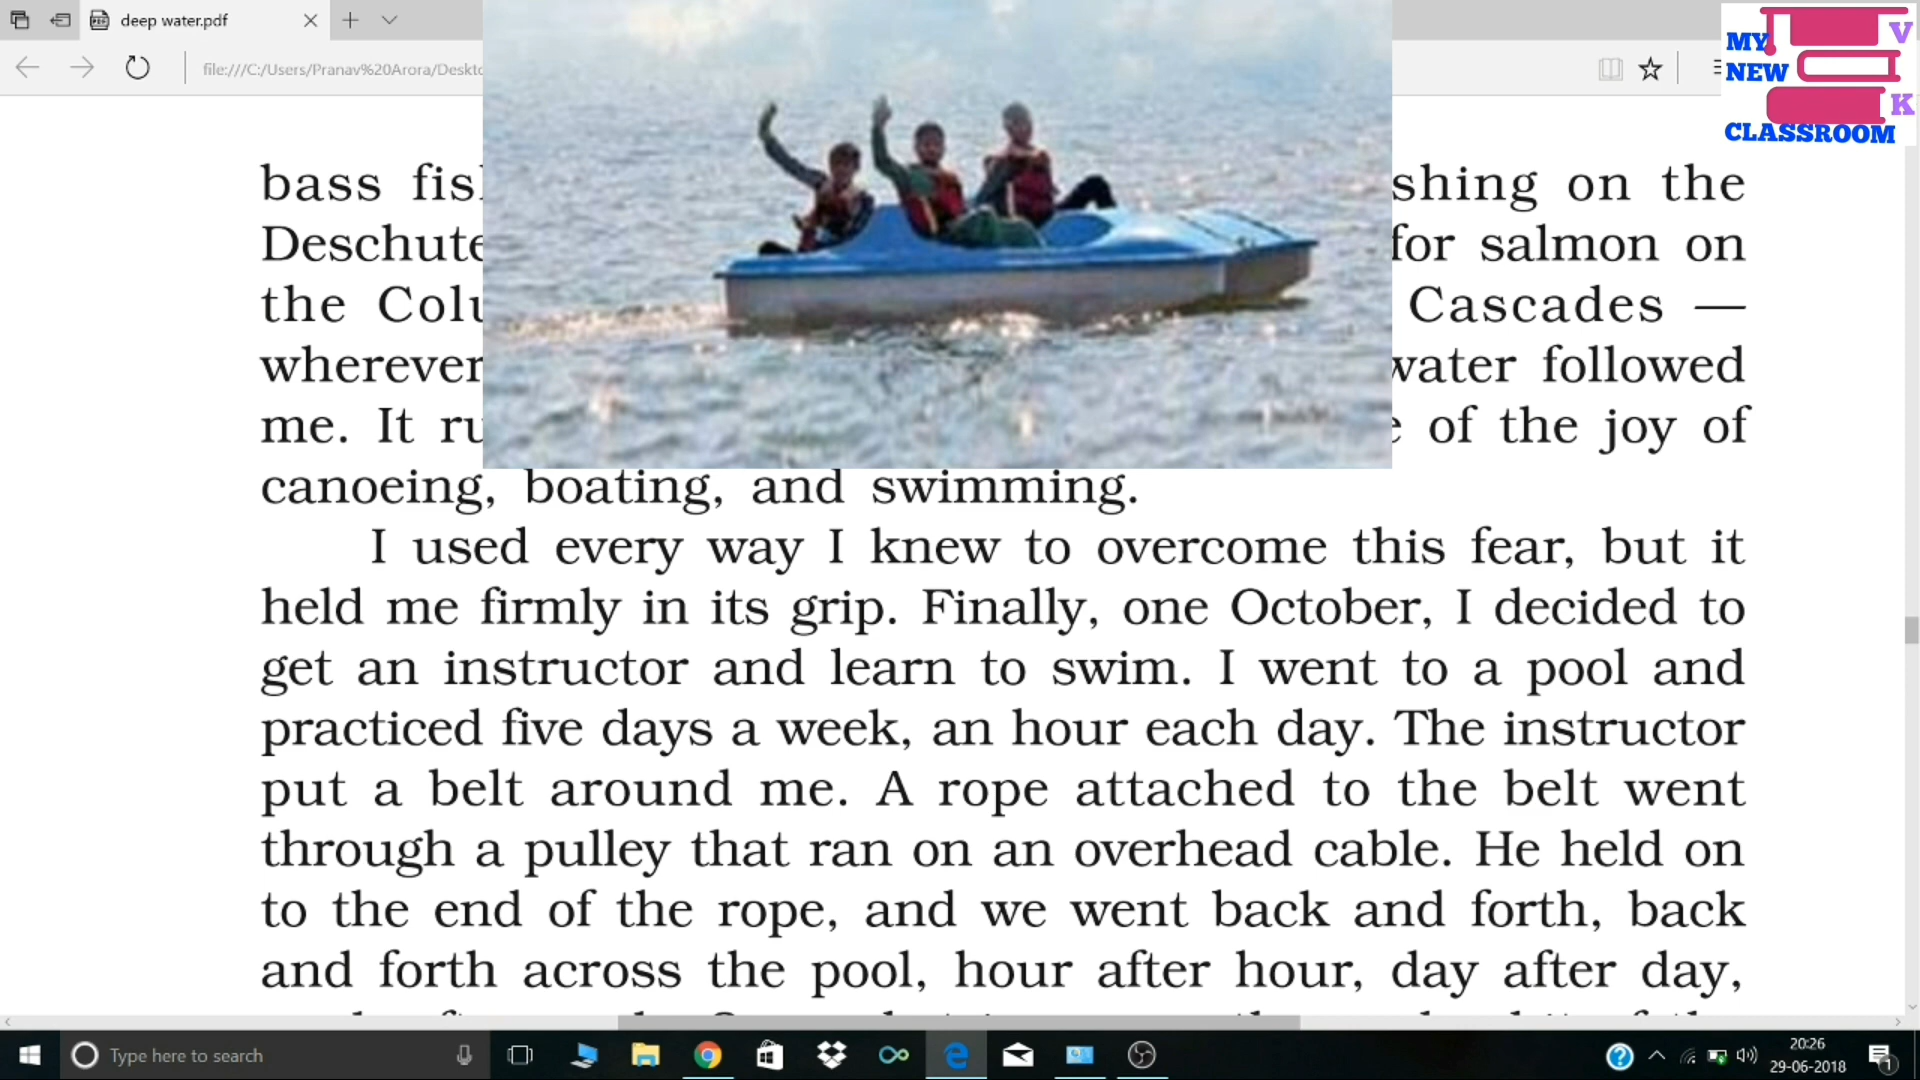 deep water.pdf
file:///C:/Users/Pranav%20Arora/Deskto
MY V
NEW
K
CLASSROOM
bass shing on the
for salmon on
the Cascades —
wherever water followed
me. It of the joy of
canoeing, boating, and swimming.
I used every way I knew to overcome this fear, but it
held me firmly in its grip. Finally, one October, I decided to
get an instructor and learn to swim. I went to a pool and
practiced five days a week, an hour each day. The instructor
put a belt around me. A rope attached to the belt went
through a pulley that ran on an overhead cable. He held on
to the end of the rope, and we went back and forth, back
and forth across the pool, hour after hour, day after day,
Type here to search
20:26
29-06-2018
1